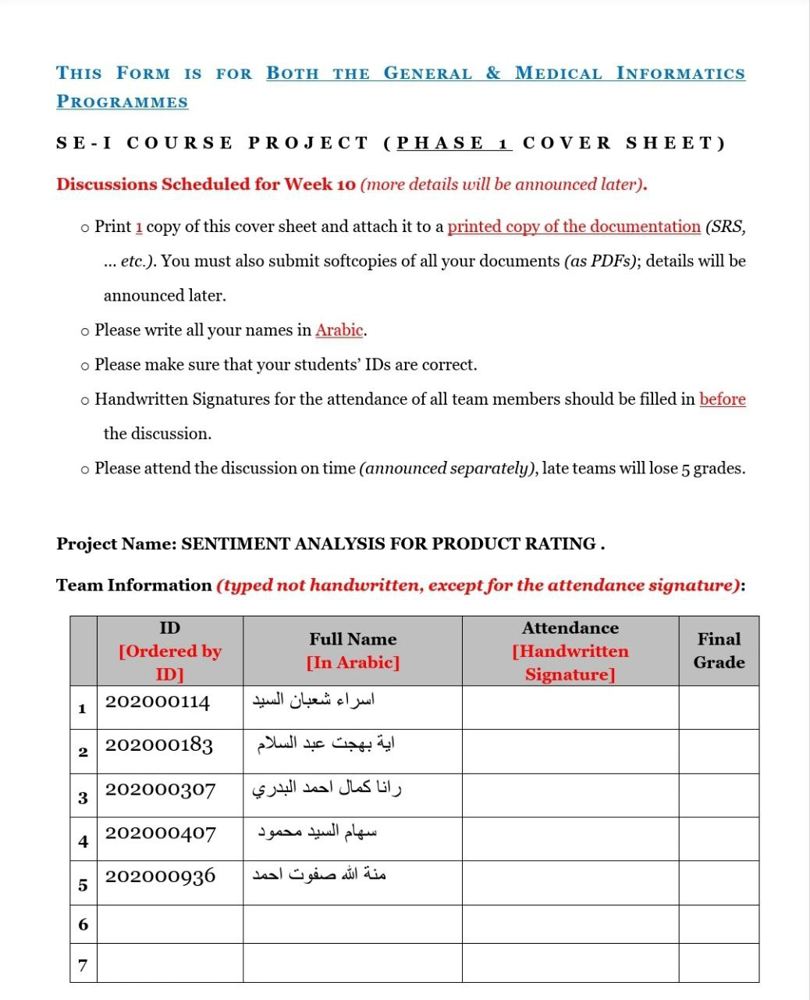 THIS FORM IS FOR BOTH THE GENERAL & MEDICAL INFORMATICS
PROGRAMMES
SE-I COURSE PROJECT (PHASE 1 COVER SHEET)
Discussions Scheduled for Week 10 (more details will be announced later).
o Print 1 copy of this cover sheet and attach it to a printed copy of the documentation (SRS,
... etc.). You must also submit softcopies of all your documents (as PDFs); details will be
announced later.
o Please write all your names in Arabic.
o Please make sure that your students’ IDs are correct.
o Handwritten Signatures for the attendance of all team members should be filled in before
the discussion.
o Please attend the discussion on time (announced separately), late teams will lose 5 grades.
Project Name: SENTIMENT ANALYSIS FOR PRODUCT RATING .
Team Information (typed not handwritten, except for the attendance signature):
ID [Ordered by ID] Full Name [In Arabic] Attendance [Handwritten Signature] Final Grade
1 202000114 اسراء شعبان السيد
2 202000183 اية بهجت عبد السلام
3 202000307 رانا كمال احمد البدري
4 202000407 سهام السيد محمود
5 202000936 منة الله صفوت احمد
6
7